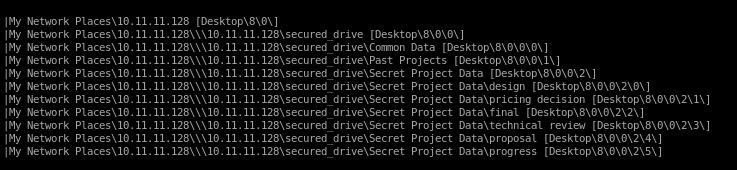 |My Network Places\10.11.11.128 [Desktop\8\0\]
|My Network Places\10.11.11.128\\\10.11.11.128\secured_drive [Desktop\8\0\0\]
|My Network Places\10.11.11.128\\\10.11.11.128\secured_drive\Common Data [Desktop\8\0\0\0\]
|My Network Places\10.11.11.128\\\10.11.11.128\secured_drive\Past Projects [Desktop\8\0\0\1\]
|My Network Places\10.11.11.128\\\10.11.11.128\secured_drive\Secret Project Data [Desktop\8\0\0\2\]
|My Network Places\10.11.11.128\\\10.11.11.128\secured_drive\Secret Project Data\design [Desktop\8\0\0\2\0\]
|My Network Places\10.11.11.128\\\10.11.11.128\secured_drive\Secret Project Data\pricing decision [Desktop\8\0\0\2\1\]
|My Network Places\10.11.11.128\\\10.11.11.128\secured_drive\Secret Project Data\final [Desktop\8\0\0\2\2\]
|My Network Places\10.11.11.128\\\10.11.11.128\secured_drive\Secret Project Data\technical review [Desktop\8\0\0\2\3\]
|My Network Places\10.11.11.128\\\10.11.11.128\secured_drive\Secret Project Data\proposal [Desktop\8\0\0\2\4\]
|My Network Places\10.11.11.128\\\10.11.11.128\secured_drive\Secret Project Data\progress [Desktop\8\0\0\2\5\]